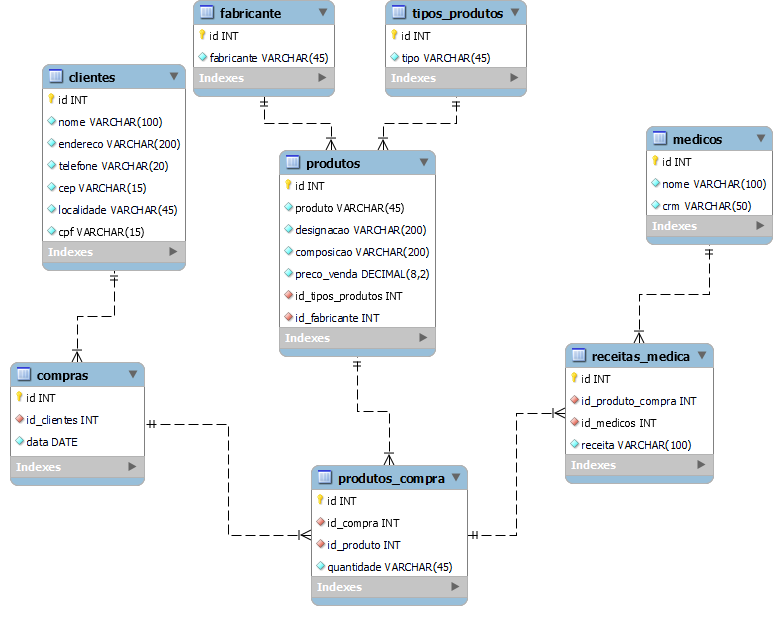 fabricante
id INT
fabricante VARCHAR(45)
Indexes
tipos_produtos
id INT
tipo VARCHAR(45)
Indexes
clientes
id INT
nome VARCHAR(100)
endereco VARCHAR(200)
telefone VARCHAR(20)
cep VARCHAR(15)
localidade VARCHAR(45)
cpf VARCHAR(15)
Indexes
produtos
id INT
produto VARCHAR(45)
designacao VARCHAR(200)
composicao VARCHAR(200)
preco_venda DECIMAL(8,2)
id_tipos_produtos INT
id_fabricante INT
Indexes
medicos
id INT
nome VARCHAR(100)
crm VARCHAR(50)
Indexes
compras
id INT
id_clientes INT
data DATE
Indexes
receitas_medica
id INT
id_produto_compra INT
id_medicos INT
receita VARCHAR(100)
Indexes
produtos_compra
id INT
id_compra INT
id_produto INT
quantidade VARCHAR(45)
Indexes